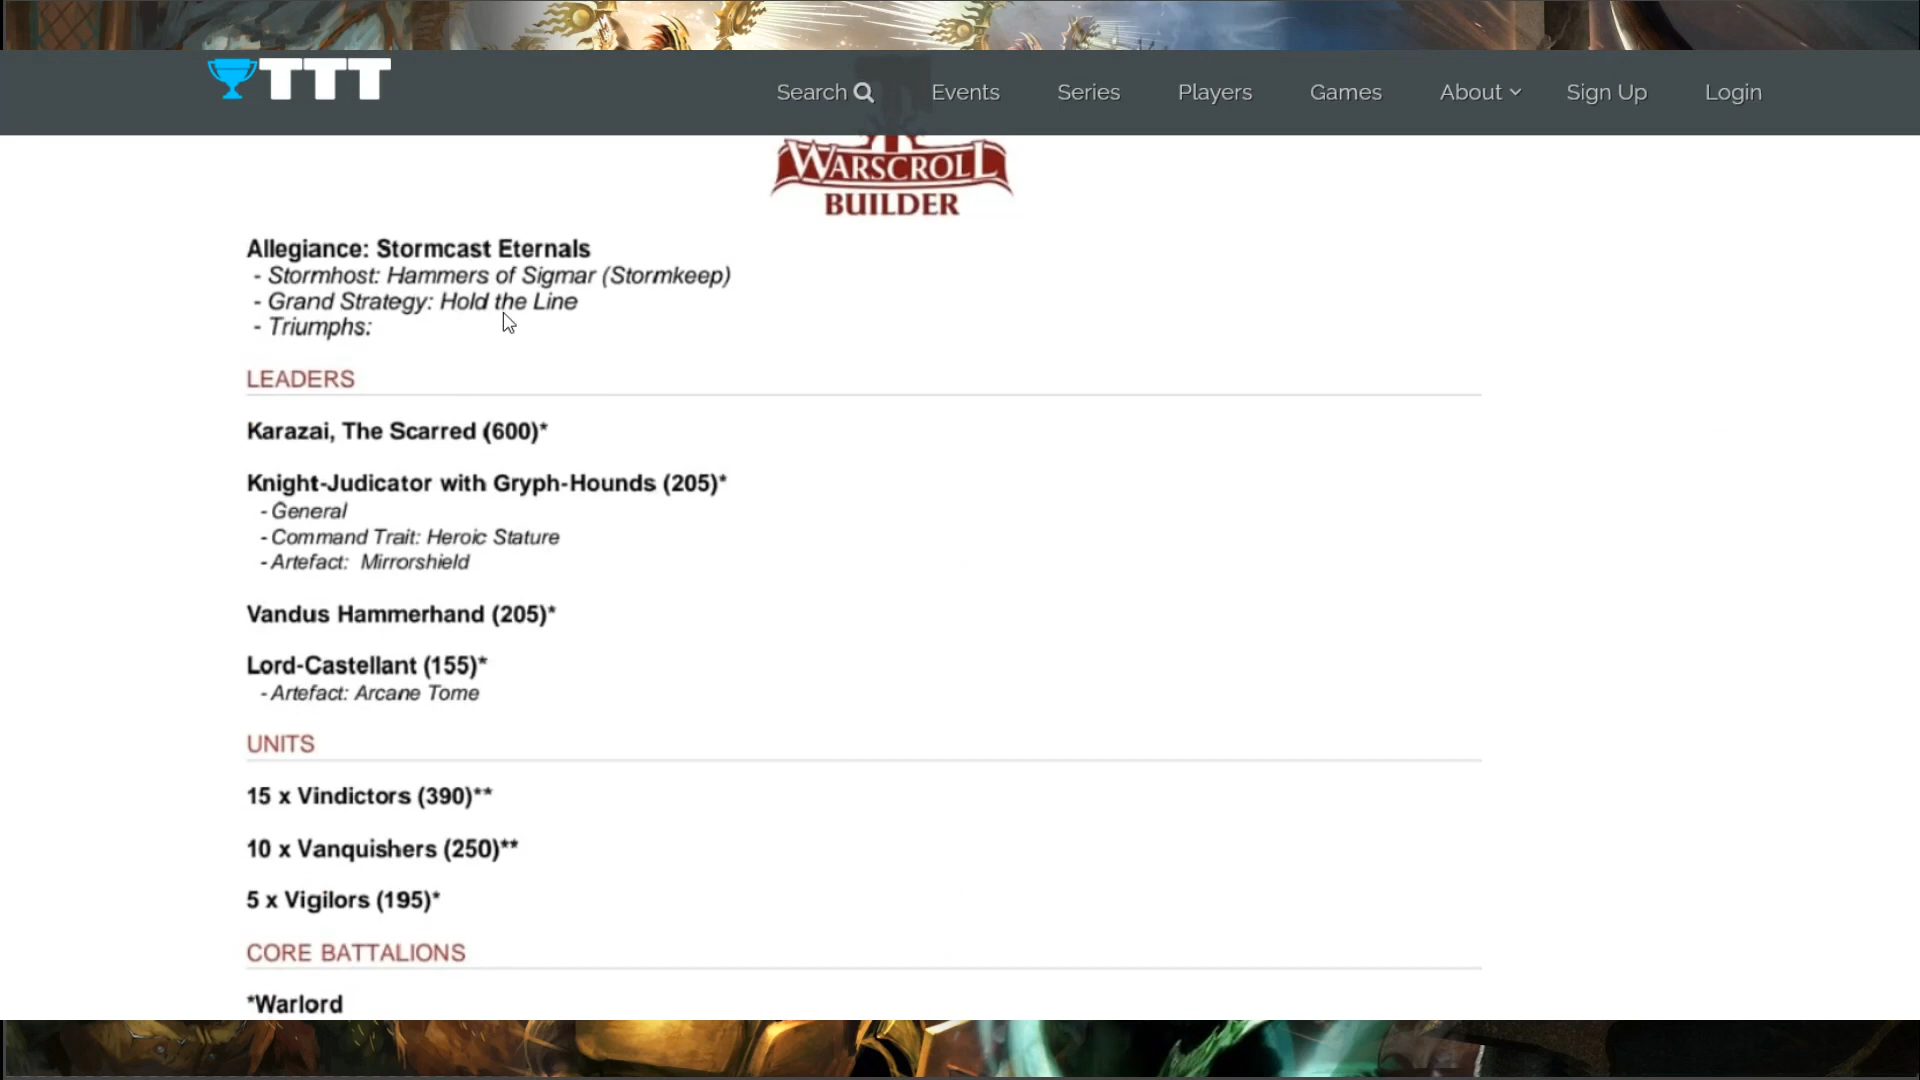 TTT
Search
Events
Series
Players
Games
About
Sign Up
Login
WARSCROLL
BUILDER
Allegiance: Stormcast Eternals
- Stormhost: Hammers of Sigmar (Stormkeep)
- Grand Strategy: Hold the Line
- Triumphs:
LEADERS
Karazai, The Scarred (600)*
Knight-Judicator with Gryph-Hounds (205)*
- General
- Command Trait: Heroic Stature
- Artefact: Mirrorshield
Vandus Hammerhand (205)*
Lord-Castellant (155)*
- Artefact: Arcane Tome
UNITS
15 x Vindictors (390)**
10 x Vanquishers (250)**
5 x Vigilors (195)*
CORE BATTALIONS
*Warlord